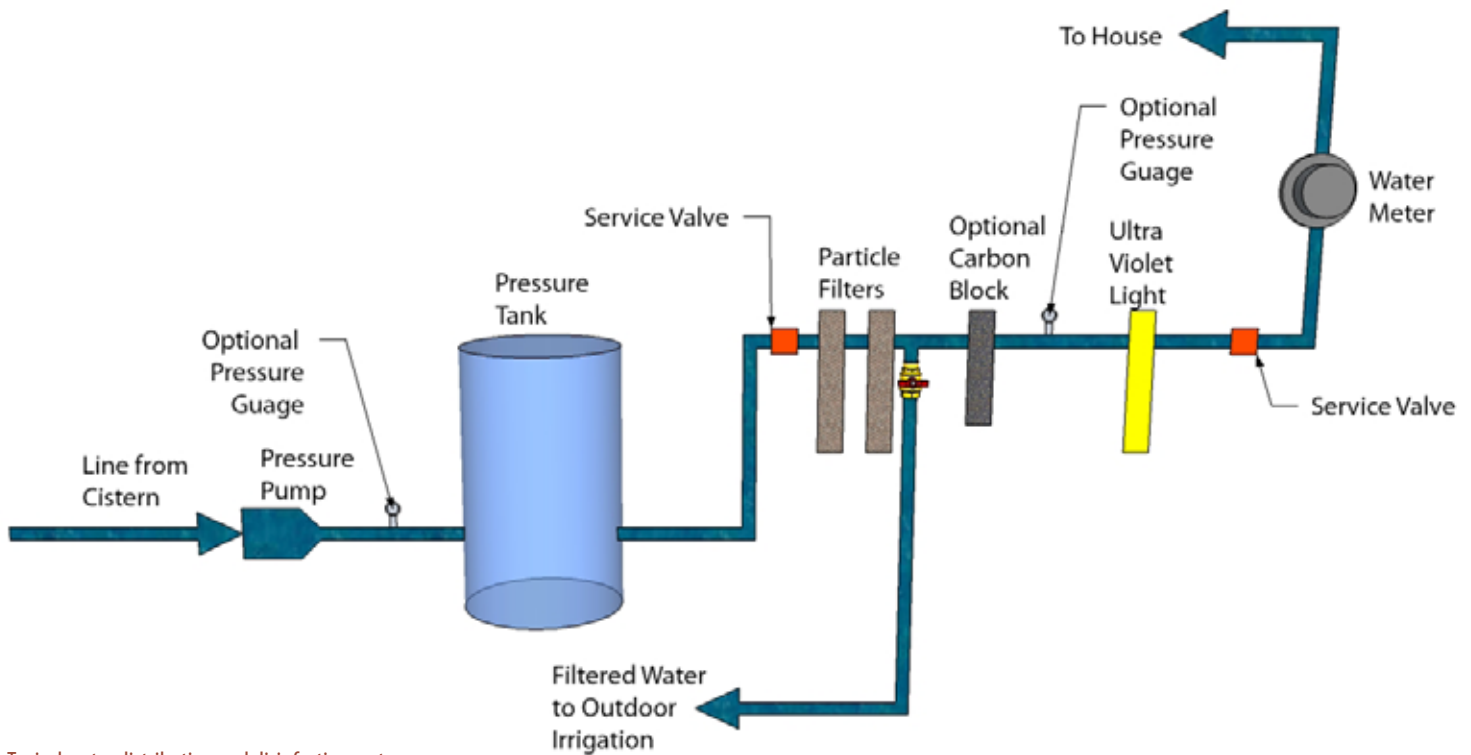 To House
Optional
Pressure
Guage
Water
Meter
Service Valve
Optional
Carbon
Block
Ultra
Violet
Light
Particle
Filters
Pressure
Tank
Optional
Pressure
Guage
Service Valve
Line from
Cistern
Pressure
Pump
Filtered Water
to Outdoor
Irrigation